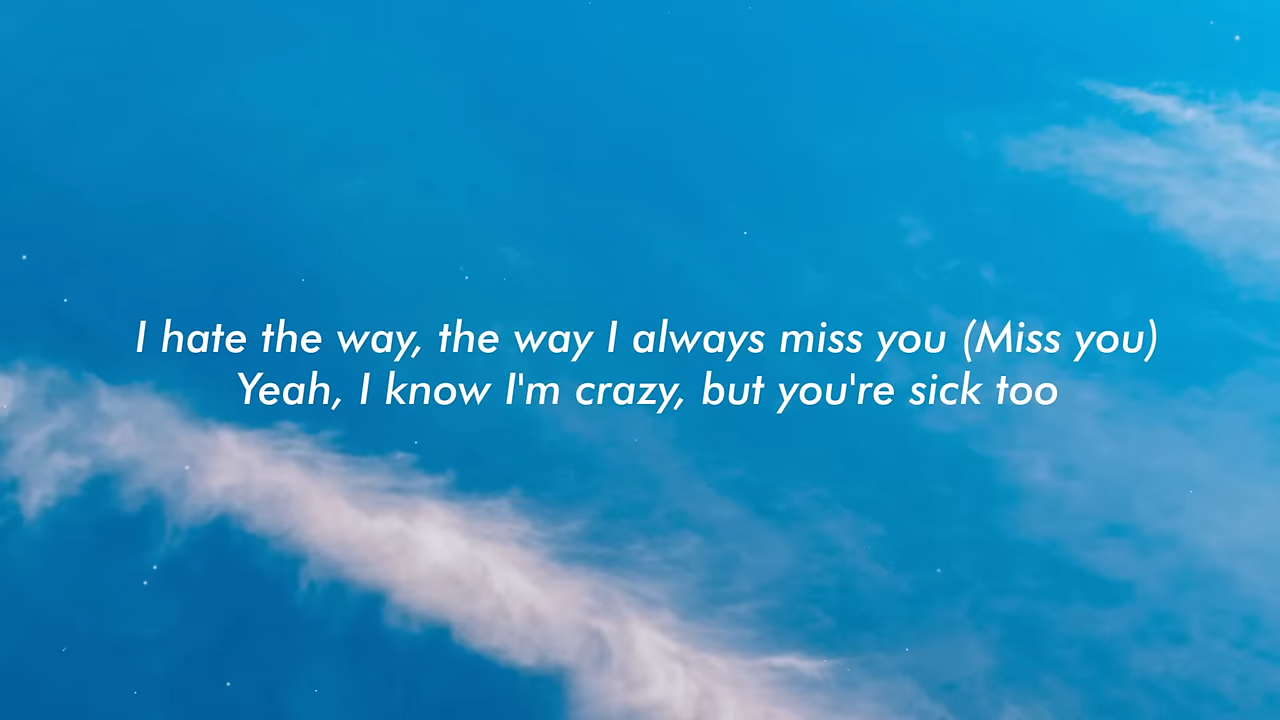 I hate the way, the way I always miss you (Miss you)
Yeah, I know I'm crazy, but you're sick too